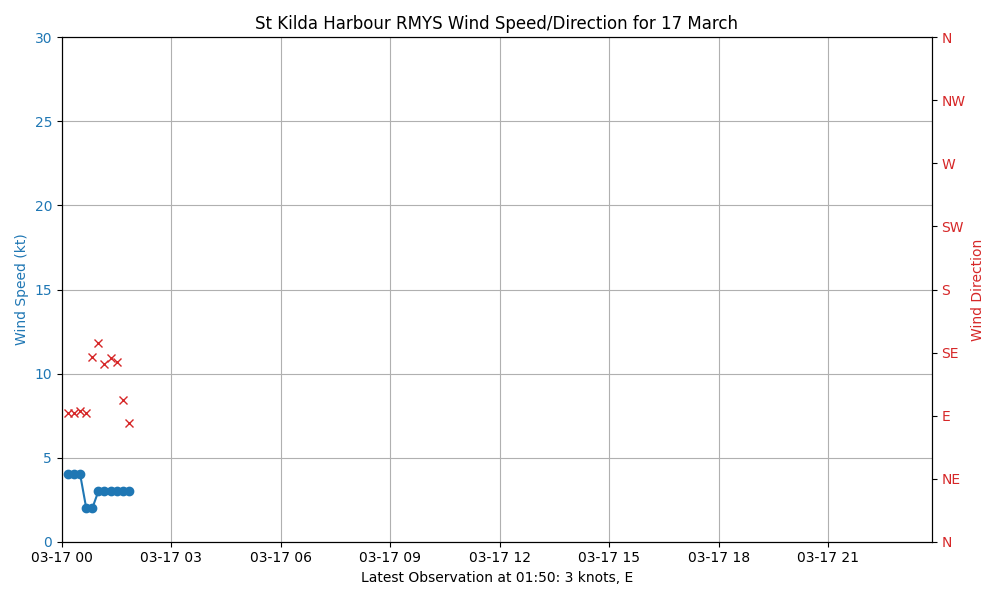 St Kilda Harbour RMYS Wind Speed/Direction for 17 March
30
25
20
15
10
5
0
Wind Speed (kt)
N
NW
W
SW
S
SE
E
NE
N
Wind Direction
03-17 00 03-17 03 03-17 06 03-17 09 03-17 12 03-17 15 03-17 18 03-17 21
Latest Observation at 01:50: 3 knots, E